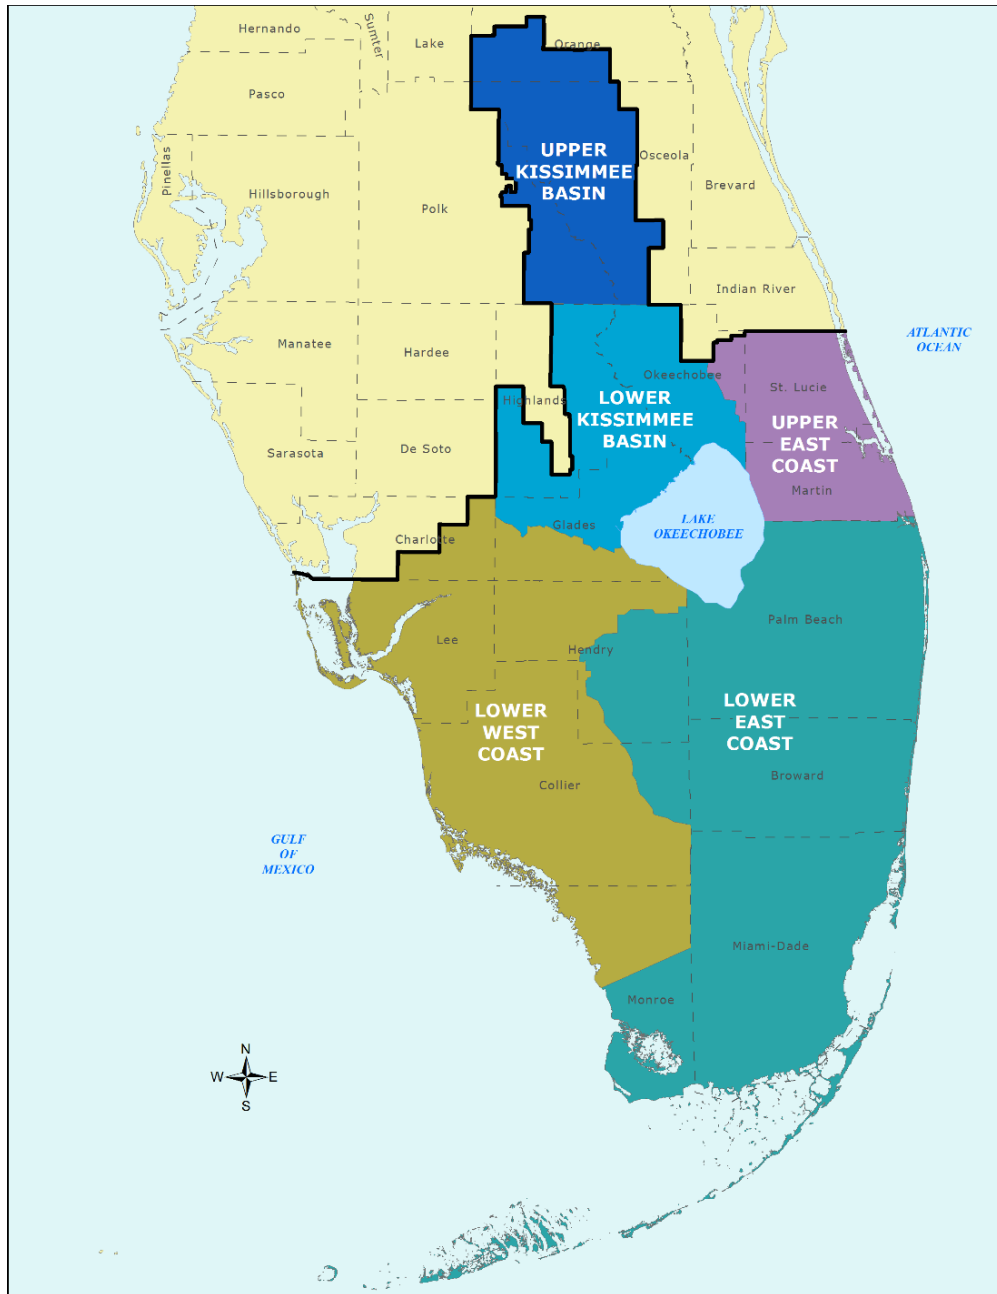 Hernando
Sumter
Lake
Orange
Pasco
Pinellas
UPPER
KISSIMMEE
BASIN
Osceola
Brevard
Hillsborough
Polk
Indian River
ATLANTIC
OCEAN
Manatee
Hardee
Okeechobee
St. Lucie
Highlands
LOWER
KISSIMMEE
BASIN
UPPER
EAST
COAST
Sarasota
De Soto
Martin
LAKE
OKEECHOBEE
Glades
Charlotte
Palm Beach
Lee
Hendry
LOWER
WEST
COAST
LOWER
EAST
COAST
Broward
Collier
GULF
OF
MEXICO
Miami-Dade
Monroe
N
W E
S